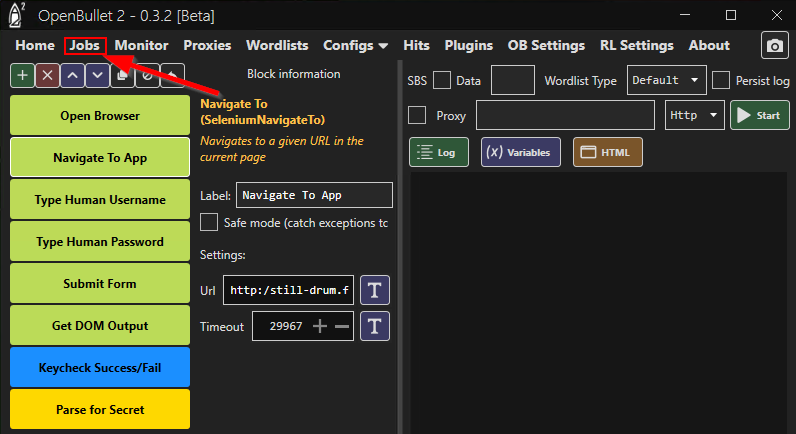 OpenBullet 2 - 0.3.2 [Beta]
Home Jobs Monitor Proxies Wordlists Configs Hits Plugins OB Settings RL Settings About
Block information
Open Browser
Navigate To App
Type Human Username
Type Human Password
Submit Form
Get DOM Output
Keycheck Success/Fail
Parse for Secret
Navigate To
(SeleniumNavigateTo)
Navigates to a given URL in the
current page
Label: Navigate To App
Safe mode (catch exceptions tc
Settings:
Url http:/still-drum.f T
Timeout 29967 T
SBS Data Wordlist Type Default Persist log
Proxy Http Start
Log (x) Variables HTML